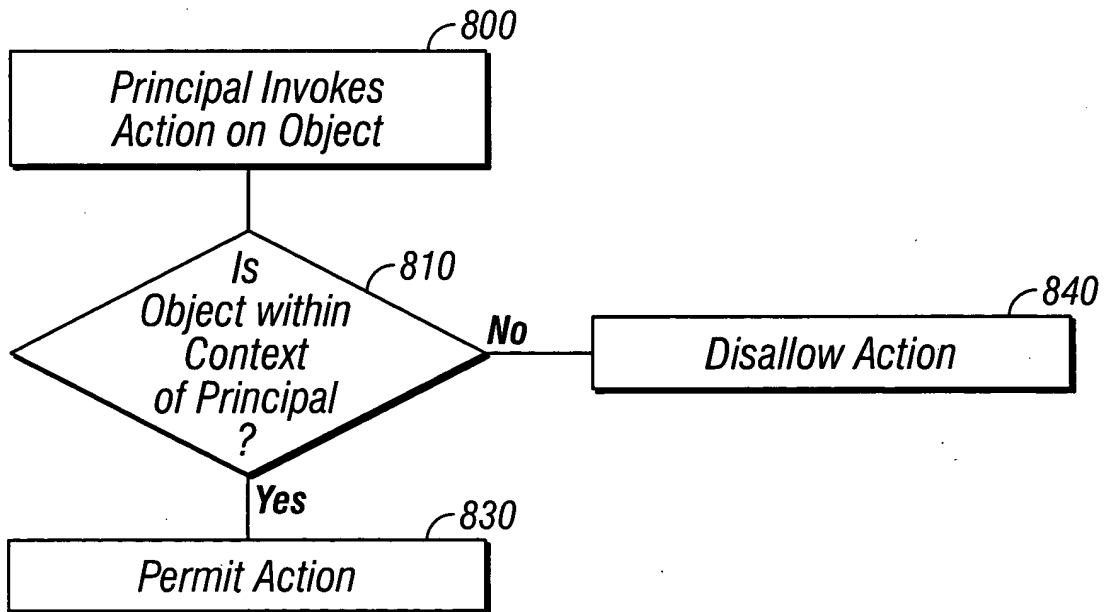 800
Principal Invokes
Action on Object
810
Is
Object within
Context
of Principal
?
No
840
Disallow Action
Yes
830
Permit Action